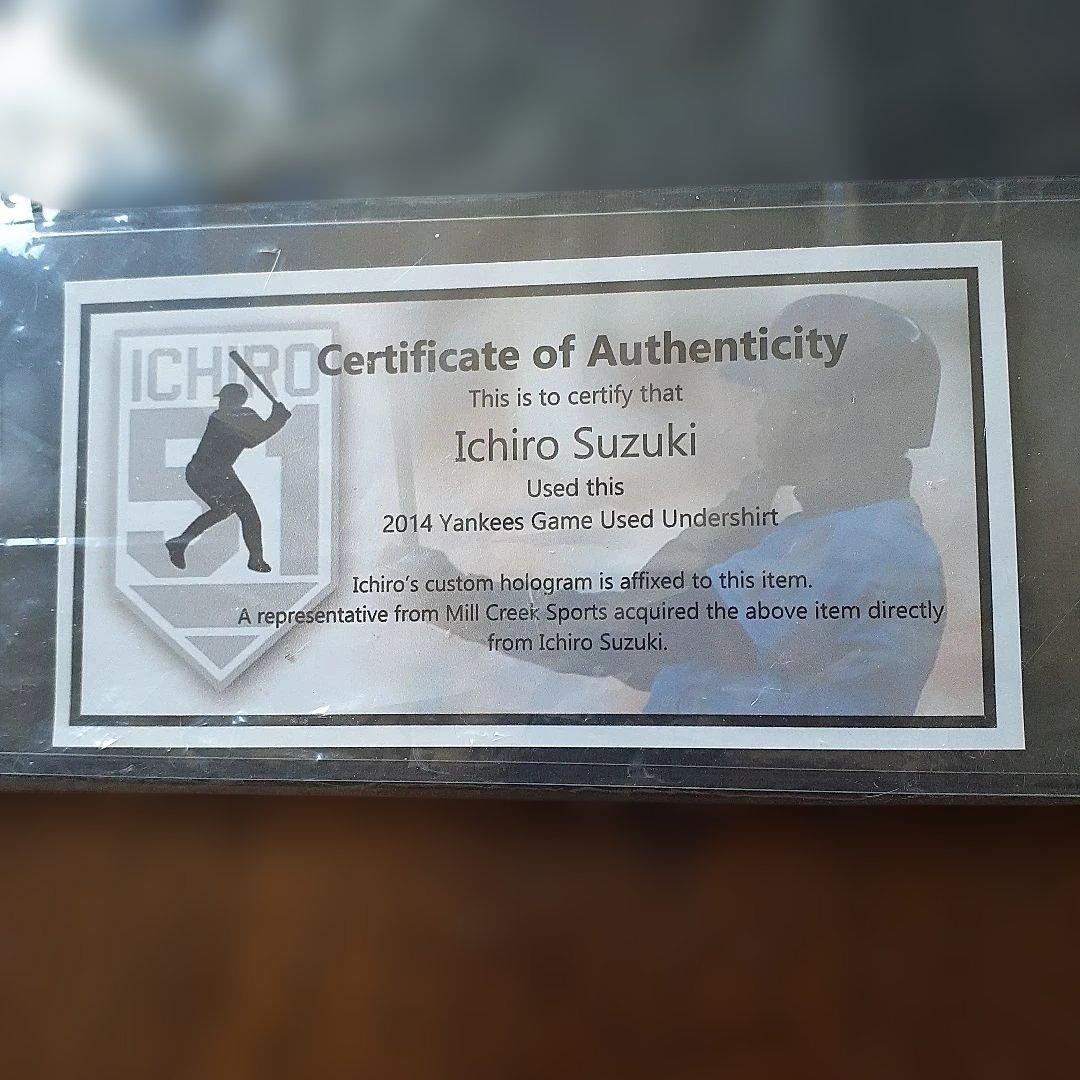 ICHIRO
51
Certificate of Authenticity
This is to certify that
Ichiro Suzuki
Used this
2014 Yankees Game Used Undershirt
Ichiro's custom hologram is affixed to this item.
A representative from Mill Creek Sports acquired the above item directly
from Ichiro Suzuki.